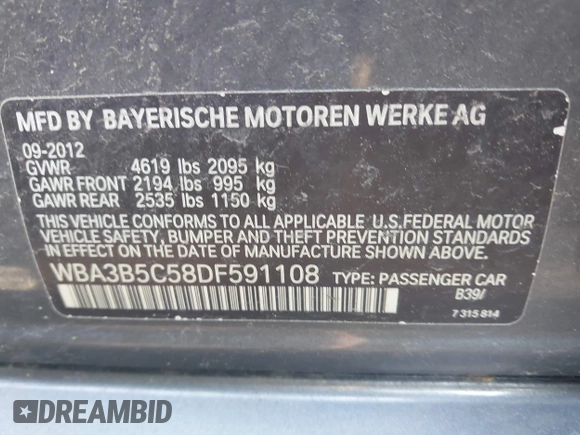 MFD BY BAYERISCHE MOTOREN WERKE AG
09-2012
GVWR 4619 lbs 2095 kg
GAWR FRONT 2194 lbs 995 kg
GAWR REAR 2535 lbs 1150 kg
THIS VEHICLE CONFORMS TO ALL APPLICABLE U.S. FEDERAL MOTOR
VEHICLE SAFETY, BUMPER AND THEFT PREVENTION STANDARDS
IN EFFECT ON THE DATE OF MANUFACTURE SHOWN ABOVE.
WBA3B5C58DF591108 TYPE: PASSENGER CAR
B39/
7 315 814
DREAMBID